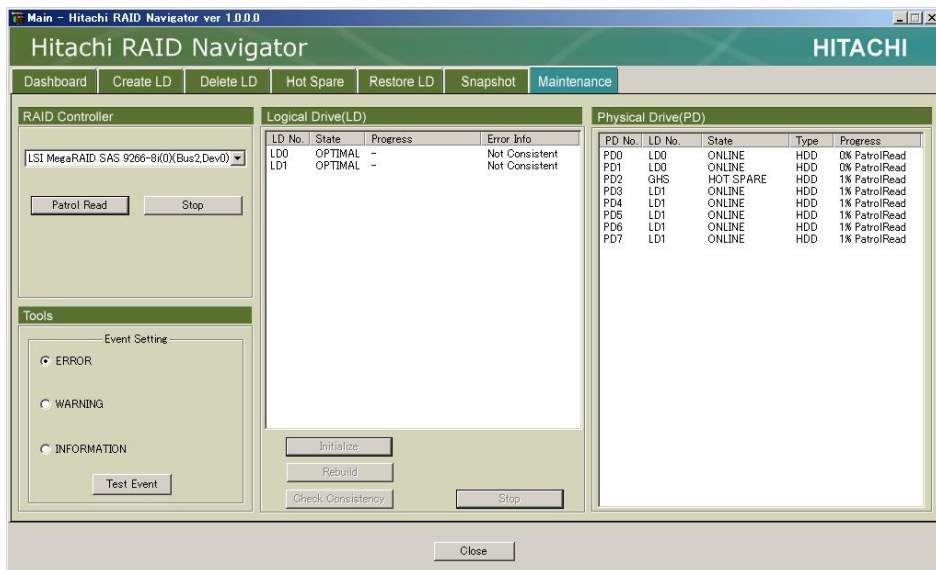 Main - Hitachi RAID Navigator ver 1.0.0.0
Hitachi RAID Navigator
HITACHI
Dashboard Create LD Delete LD Hot Spare Restore LD Snapshot Maintenance
RAID Controller
LSI MegaRAID SAS 9266-8i(0)(Bus2,Dev0)
Patrol Read Stop
Tools
Event Setting
ERROR
WARNING
INFORMATION
Test Event
Logical Drive(LD)
LD No. State Progress Error Info
LD0 OPTIMAL - Not Consistent
LD1 OPTIMAL - Not Consistent
Initialize
Rebuild
Check Consistency Stop
Physical Drive(PD)
PD No. LD No. State Type Progress
PD0 LD0 ONLINE HDD 0% PatrolRead
PD1 LD0 ONLINE HDD 0% PatrolRead
PD2 GHS HOT SPARE HDD 1% PatrolRead
PD3 LD1 ONLINE HDD 1% PatrolRead
PD4 LD1 ONLINE HDD 1% PatrolRead
PD5 LD1 ONLINE HDD 1% PatrolRead
PD6 LD1 ONLINE HDD 1% PatrolRead
PD7 LD1 ONLINE HDD 1% PatrolRead
Close